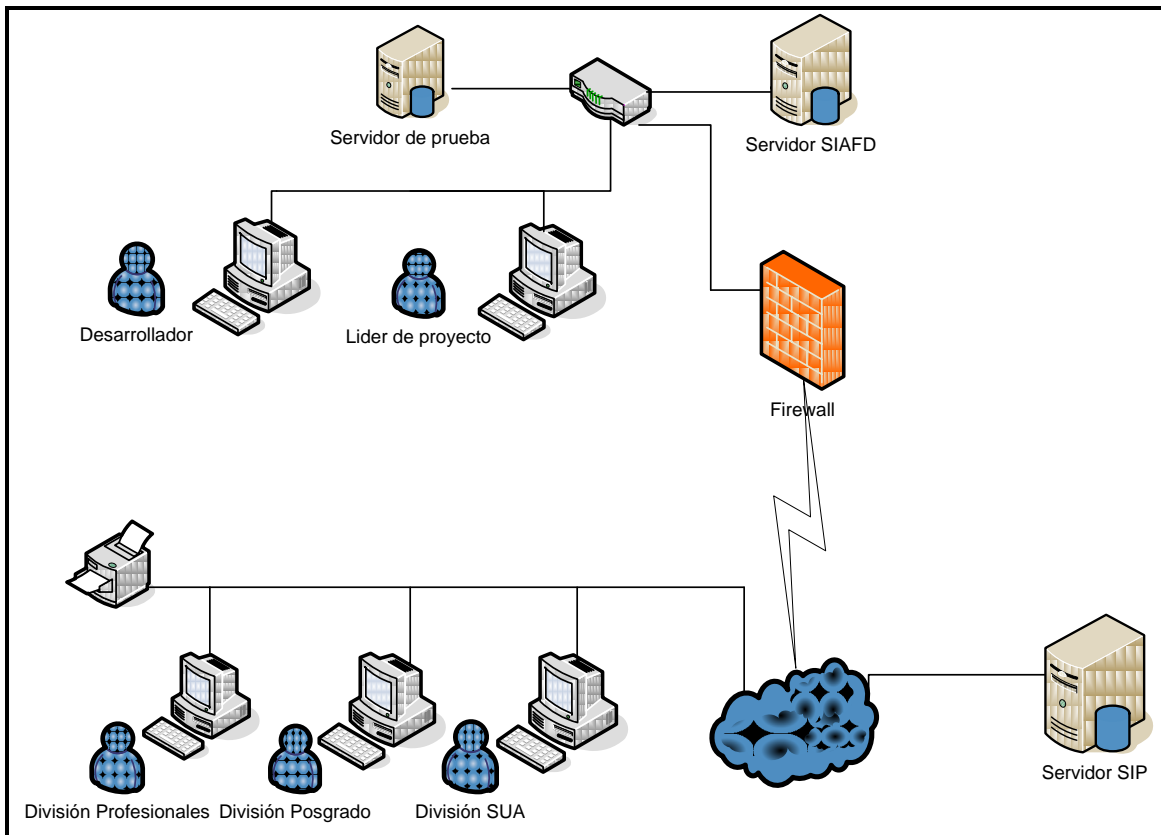 Servidor de prueba
Servidor SIAFD
Desarrollador
Lider de proyecto
Firewall
División Profesionales
División Posgrado
División SUA
Servidor SIP